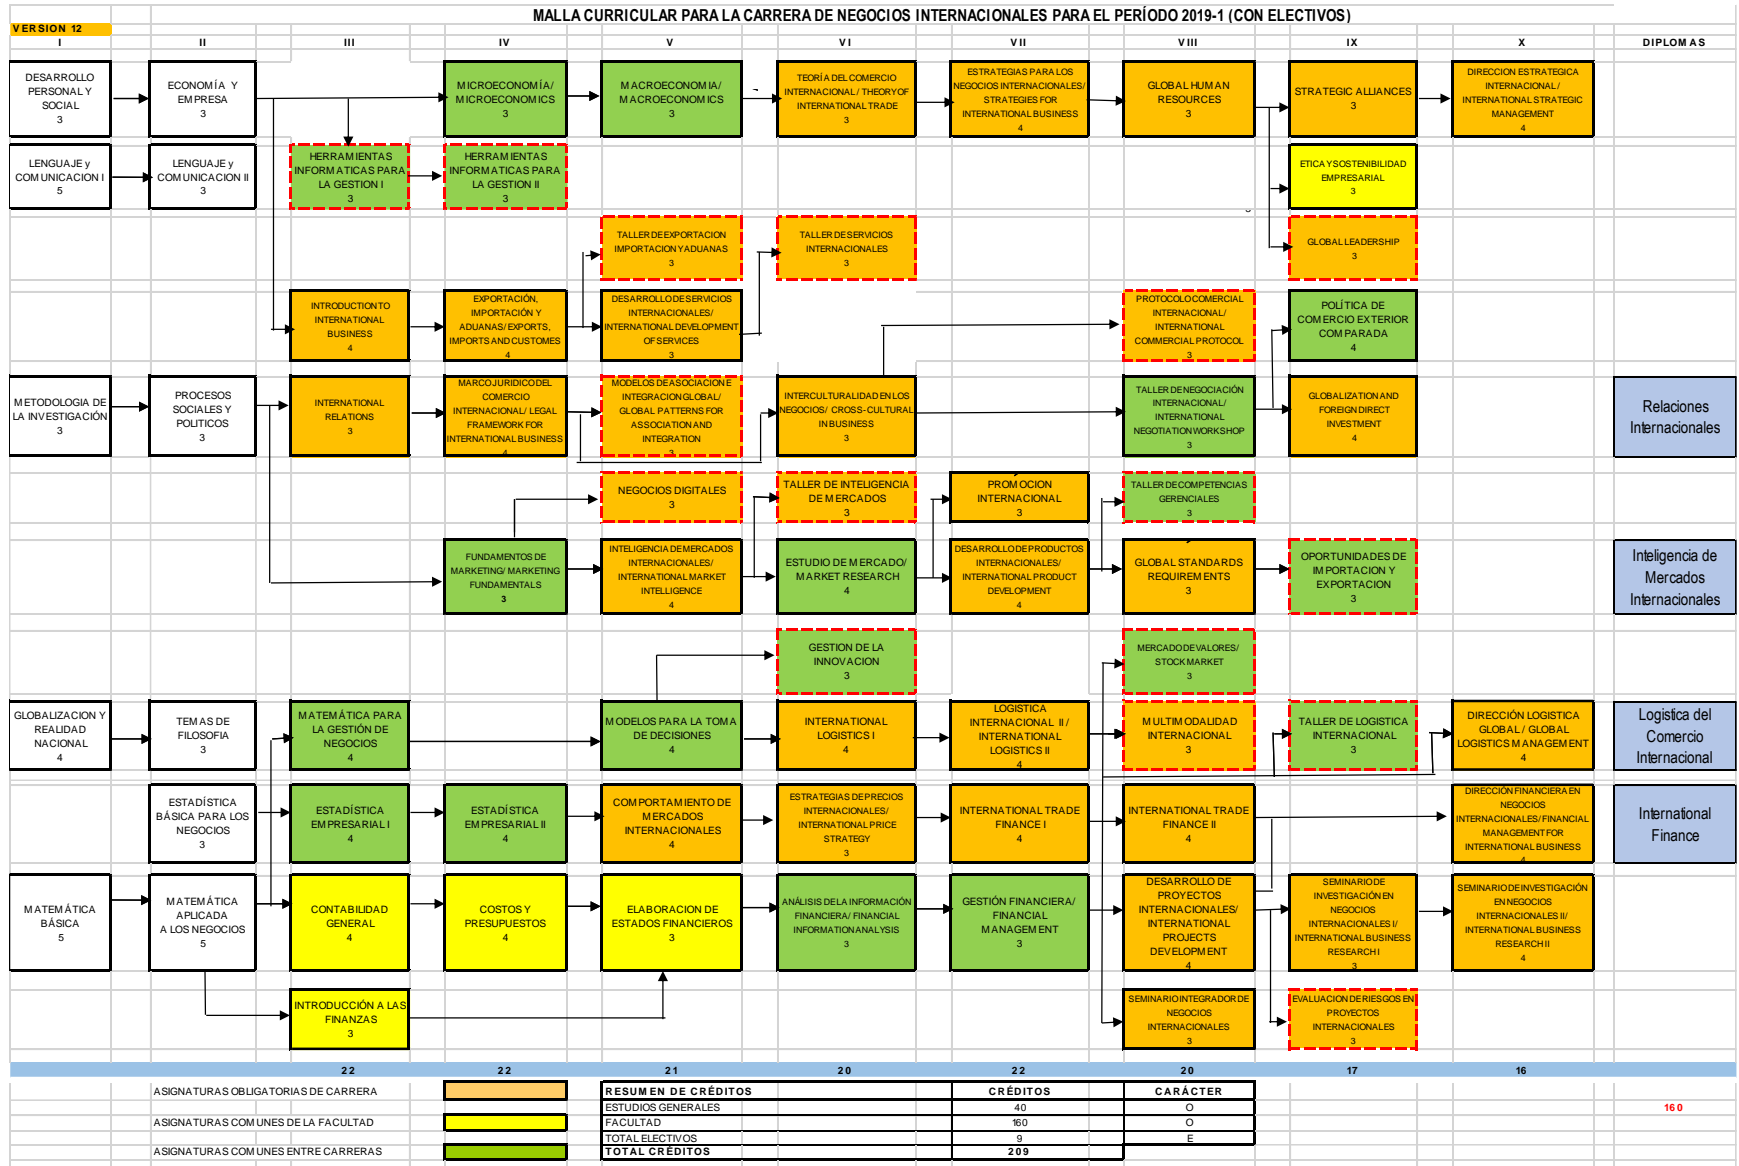 MALLA CURRICULAR PARA LA CARRERA DE NEGOCIOS INTERNACIONALES PARA EL PERÍODO 2019-1 (CON ELECTIVOS)
VERSION 12
I II III IV V VI VII VIII IX X DIPLOMAS
DESARROLLO
PERSONAL Y
SOCIAL
3
ECONOMÍA Y
EMPRESA
3
MICROECONOMÍA/
MICROECONOMICS
3
MACROECONOMIA/
MACROECONOMICS
3
TEORÍA DEL COMERCIO
INTERNACIONAL / THEORY OF
INTERNATIONAL TRADE
3
ESTRATEGIAS PARA LOS
NEGOCIOS INTERNACIONALES/
STRATEGIES FOR
INTERNATIONAL BUSINESS
4
GLOBAL HUMAN
RESOURCES
3
STRATEGIC ALLIANCES
3
DIRECCION ESTRATEGICA
INTERNACIONAL /
INTERNATIONAL STRATEGIC
MANAGEMENT
4
LENGUAJE y
COMUNICACION I
5
LENGUAJE y
COMUNICACION II
3
HERRAMIENTAS
INFORMATICAS PARA
LA GESTION I
3
HERRAMIENTAS
INFORMATICAS PARA
LA GESTION II
3
ETICA Y SOSTENIBILIDAD
EMPRESARIAL
3
TALLER DE EXPORTACION
IMPORTACION Y ADUANAS
3
TALLER DE SERVICIOS
INTERNACIONALES
3
GLOBAL LEADERSHIP
3
INTRODUCTION TO
INTERNATIONAL
BUSINESS
4
EXPORTACIÓN,
IMPORTACIÓN Y
ADUANAS/ EXPORTS,
IMPORTS AND CUSTOMES
4
DESARROLLO DE SERVICIOS
INTERNACIONALES/
INTERNATIONAL DEVELOPMENT
OF SERVICES
3
PROTOCOLO COMERCIAL
INTERNACIONAL/
INTERNATIONAL
COMMERCIAL PROTOCOL
3
POLÍTICA DE
COMERCIO EXTERIOR
COMPARADA
4
METODOLOGIA DE
LA INVESTIGACIÓN
3
PROCESOS
SOCIALES Y
POLITICOS
3
INTERNATIONAL
RELATIONS
3
MARCO JURIDICO DEL
COMERCIO
INTERNACIONAL/ LEGAL
FRAMEWORK FOR
INTERNATIONAL BUSINESS
4
MODELOS DE ASOCIACION E
INTEGRACION GLOBAL/
GLOBAL PATTERNS FOR
ASSOCIATION AND
INTEGRATION
3
INTERCULTURALIDAD EN LOS
NEGOCIOS/ CROSS-CULTURAL
IN BUSINESS
3
TALLER DE NEGOCIACIÓN
INTERNACIONAL/
INTERNATIONAL
NEGOTIATION WORKSHOP
3
GLOBALIZATION AND
FOREIGN DIRECT
INVESTMENT
4
Relaciones
Internacionales
NEGOCIOS DIGITALES
3
TALLER DE INTELIGENCIA
DE MERCADOS
3
PROMOCION
INTERNACIONAL
3
TALLER DE COMPETENCIAS
GERENCIALES
3
FUNDAMENTOS DE
MARKETING/ MARKETING
FUNDAMENTALS
3
INTELIGENCIA DE MERCADOS
INTERNACIONALES/
INTERNATIONAL MARKET
INTELLIGENCE
4
ESTUDIO DE MERCADO/
MARKET RESEARCH
4
DESARROLLO DE PRODUCTOS
INTERNACIONALES/
INTERNATIONAL PRODUCT
DEVELOPMENT
4
GLOBAL STANDARDS
REQUIREMENTS
3
OPORTUNIDADES DE
IMPORTACION Y
EXPORTACION
3
Inteligencia de
Mercados
Internacionales
GESTION DE LA
INNOVACION
3
MERCADO DE VALORES/
STOCK MARKET
3
GLOBALIZACION Y
REALIDAD
NACIONAL
4
TEMAS DE
FILOSOFIA
3
MATEMÁTICA PARA
LA GESTIÓN DE
NEGOCIOS
4
MODELOS PARA LA TOMA
DE DECISIONES
4
INTERNATIONAL
LOGISTICS I
4
LOGISTICA
INTERNACIONAL II /
INTERNATIONAL
LOGISTICS II
4
MULTIMODALIDAD
INTERNACIONAL
3
TALLER DE LOGISTICA
INTERNACIONAL
3
DIRECCIÓN LOGISTICA
GLOBAL / GLOBAL
LOGISTICS MANAGEMENT
4
Logistica del
Comercio
Internacional
ESTADÍSTICA
BÁSICA PARA LOS
NEGOCIOS
3
ESTADÍSTICA
EMPRESARIAL I
4
ESTADÍSTICA
EMPRESARIAL II
4
COMPORTAMIENTO DE
MERCADOS
INTERNACIONALES
4
ESTRATEGIAS DE PRECIOS
INTERNACIONALES/
INTERNATIONAL PRICE
STRATEGY
3
INTERNATIONAL TRADE
FINANCE I
4
INTERNATIONAL TRADE
FINANCE II
4
DIRECCIÓN FINANCIERA EN
NEGOCIOS
INTERNACIONALES/ FINANCIAL
MANAGEMENT FOR
INTERNATIONAL BUSINESS
4
International
Finance
MATEMÁTICA
BÁSICA
5
MATEMÁTICA
APLICADA
A LOS NEGOCIOS
5
CONTABILIDAD
GENERAL
4
COSTOS Y
PRESUPUESTOS
4
ELABORACION DE
ESTADOS FINANCIEROS
3
ANÁLISIS DE LA INFORMACIÓN
FINANCIERA/ FINANCIAL
INFORMATION ANALYSIS
3
GESTIÓN FINANCIERA/
FINANCIAL
MANAGEMENT
3
DESARROLLO DE
PROYECTOS
INTERNACIONALES/
INTERNATIONAL
PROJECTS
DEVELOPMENT
4
SEMINARIO DE
INVESTIGACIÓN EN
NEGOCIOS
INTERNACIONALES I/
INTERNATIONAL BUSINESS
RESEARCH I
3
SEMINARIO DE INVESTIGACIÓN
EN NEGOCIOS
INTERNACIONALES II/
INTERNATIONAL BUSINESS
RESEARCH II
4
INTRODUCCIÓN A LAS
FINANZAS
3
SEMINARIO INTEGRADOR DE
NEGOCIOS
INTERNACIONALES
3
EVALUACION DE RIESGOS EN
PROYECTOS
INTERNACIONALES
3
22 22 21 20 22 20 17 16
ASIGNATURAS OBLIGATORIAS DE CARRERA
ASIGNATURAS COMUNES DE LA FACULTAD
ASIGNATURAS COMUNES ENTRE CARRERAS
RESUMEN DE CRÉDITOS CRÉDITOS CARÁCTER
ESTUDIOS GENERALES 40 O
FACULTAD 160 O
TOTAL ELECTIVOS 9 E
TOTAL CRÉDITOS 209
160